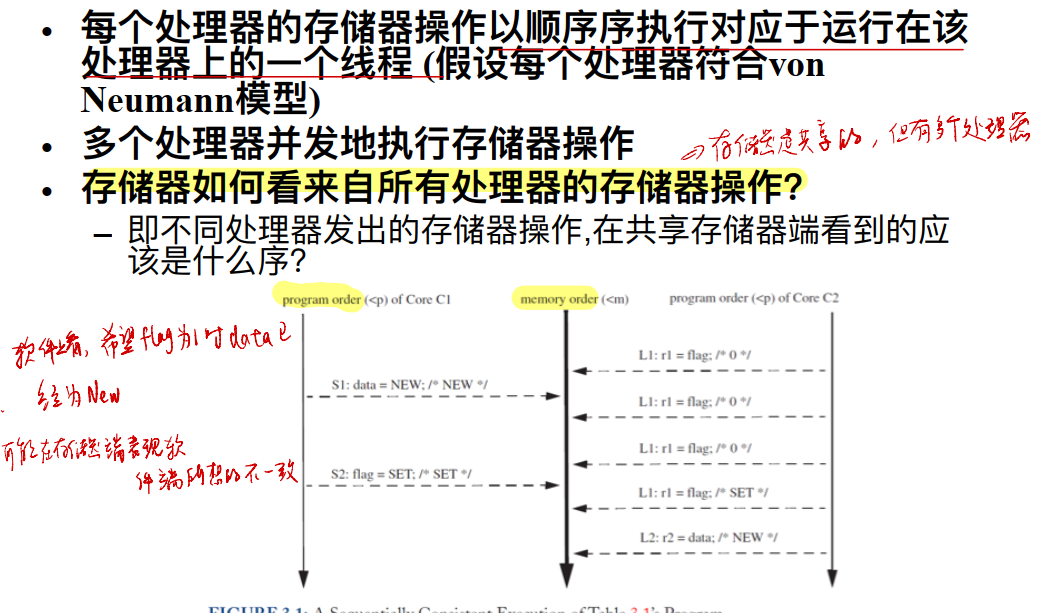 • 每个处理器的存储器操作以顺序序执行对应于运行在该
处理器上的一个线程 (假设每个处理器符合von
Neumann模型)
• 多个处理器并发地执行存储器操作
→ 存储器是共享的，但有多个处理器
• 存储器如何看来自所有处理器的存储器操作?
– 即不同处理器发出的存储器操作,在共享存储器端看到的应
该是什么序?
program order (<p) of Core C1
memory order (<m)
program order (<p) of Core C2
软件上看，希望flag为1时data已
经为New
可能在存储器端表现软
件端所想的不一致
L1: r1 = flag; /* 0 */
S1: data = NEW; /* NEW */
L1: r1 = flag; /* 0 */
L1: r1 = flag; /* 0 */
S2: flag = SET; /* SET */
L1: r1 = flag; /* SET */
L2: r2 = data; /* NEW */
FIGURE 3.1: A Sequentially Consistent Execution of Table 3.1's Program